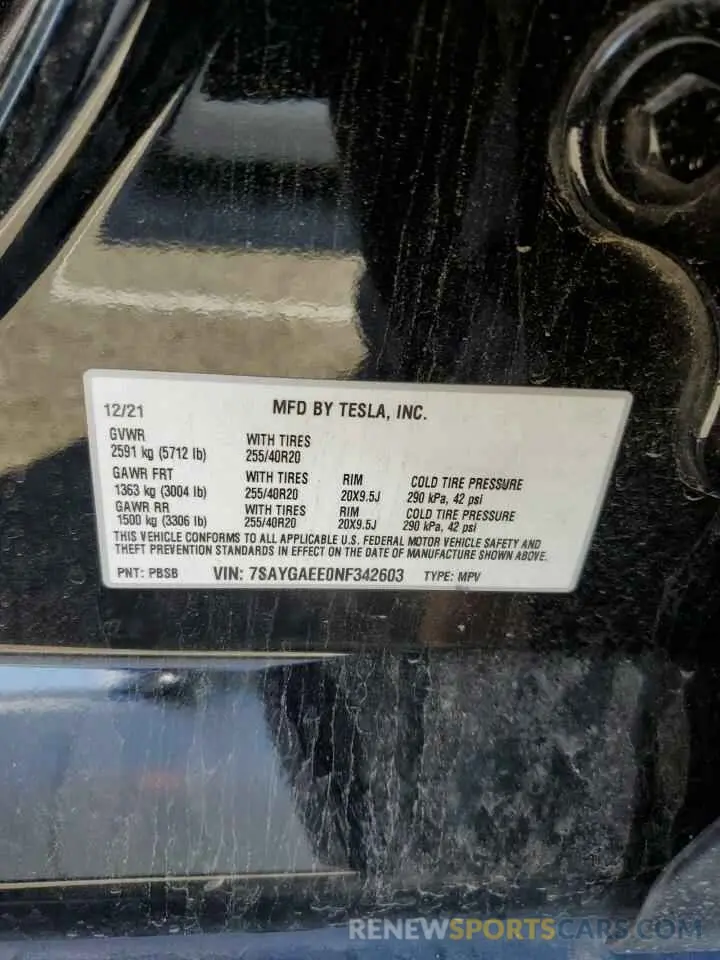 12/21 MFD BY TESLA, INC.
GVWR
2591 kg (5712 lb)
WITH TIRES
255/40R20
GAWR FRT
1363 kg (3004 lb)
WITH TIRES
255/40R20
RIM
20X9.5J
COLD TIRE PRESSURE
290 kPa, 42 psi
GAWR RR
1500 kg (3306 lb)
WITH TIRES
255/40R20
RIM
20X9.5J
COLD TIRE PRESSURE
290 kPa, 42 psi
THIS VEHICLE CONFORMS TO ALL APPLICABLE U.S. FEDERAL MOTOR VEHICLE SAFETY AND
THEFT PREVENTION STANDARDS IN EFFECT ON THE DATE OF MANUFACTURE SHOWN ABOVE.
PNT: PBSB VIN: 7SAYGAEE0NF342603 TYPE: MPV
RENEWSPORTSCARS.COM